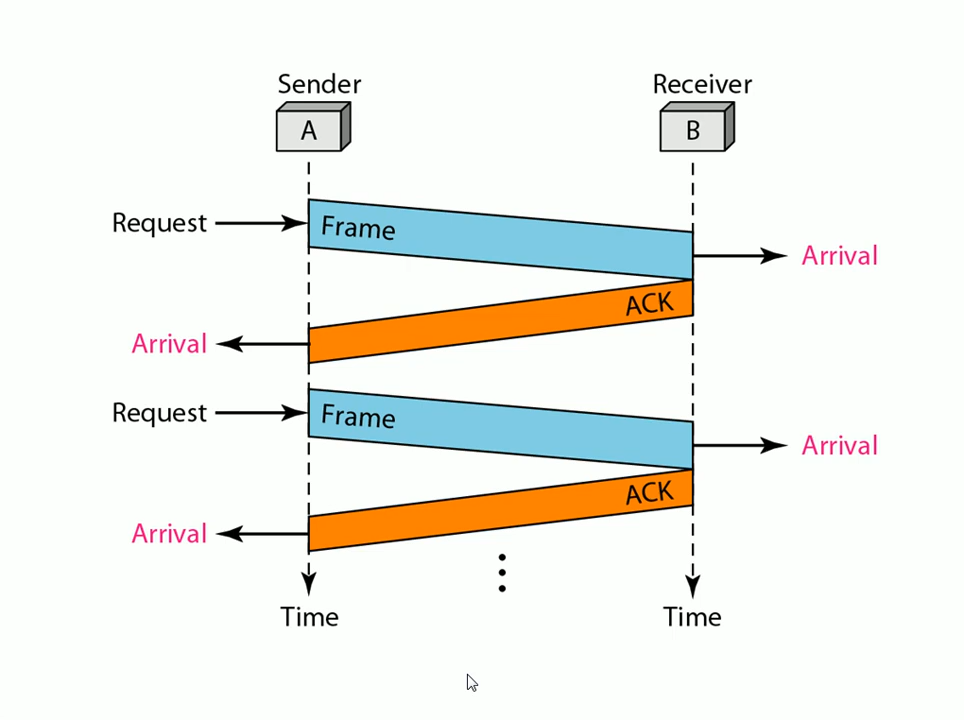 Sender Receiver
A B
Request Frame
Arrival
ACK
Arrival
Request Frame
Arrival
ACK
Arrival
Time Time